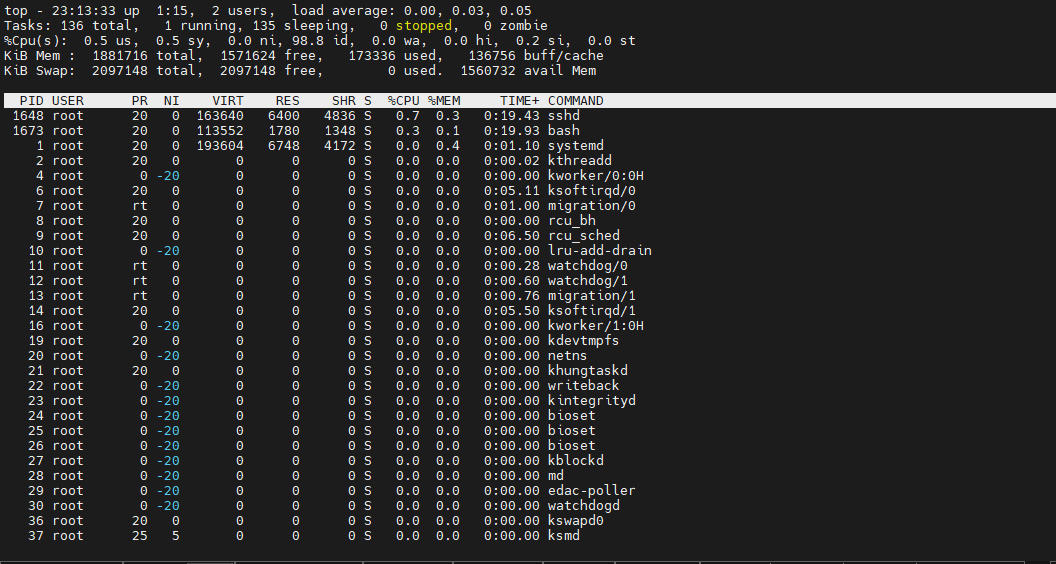 top - 23:13:33 up  1:15,  2 users,  load average: 0.00, 0.03, 0.05
Tasks: 136 total,   1 running, 135 sleeping,   0 stopped,   0 zombie
%Cpu(s):  0.5 us,  0.5 sy,  0.0 ni, 98.8 id,  0.0 wa,  0.0 hi,  0.2 si,  0.0 st
KiB Mem :  1881716 total,  1571624 free,   173336 used,   136756 buff/cache
KiB Swap:  2097148 total,  2097148 free,        0 used.  1560732 avail Mem
  PID USER      PR  NI    VIRT    RES    SHR S  %CPU %MEM     TIME+ COMMAND
 1648 root      20   0  163640   6400   4836 S   0.7  0.3   0:19.43 sshd
 1673 root      20   0  113552   1780   1348 S   0.3  0.1   0:19.93 bash
    1 root      20   0  193604   6748   4172 S   0.0  0.4   0:01.10 systemd
    2 root      20   0       0      0      0 S   0.0  0.0   0:00.02 kthreadd
    4 root       0 -20       0      0      0 S   0.0  0.0   0:00.00 kworker/0:0H
    6 root      20   0       0      0      0 S   0.0  0.0   0:05.11 ksoftirqd/0
    7 root      rt   0       0      0      0 S   0.0  0.0   0:01.00 migration/0
    8 root      20   0       0      0      0 S   0.0  0.0   0:00.00 rcu_bh
    9 root      20   0       0      0      0 S   0.0  0.0   0:06.50 rcu_sched
   10 root       0 -20       0      0      0 S   0.0  0.0   0:00.00 lru-add-drain
   11 root      rt   0       0      0      0 S   0.0  0.0   0:00.28 watchdog/0
   12 root      rt   0       0      0      0 S   0.0  0.0   0:00.60 watchdog/1
   13 root      rt   0       0      0      0 S   0.0  0.0   0:00.76 migration/1
   14 root      20   0       0      0      0 S   0.0  0.0   0:05.50 ksoftirqd/1
   16 root       0 -20       0      0      0 S   0.0  0.0   0:00.00 kworker/1:0H
   19 root      20   0       0      0      0 S   0.0  0.0   0:00.00 kdevtmpfs
   20 root       0 -20       0      0      0 S   0.0  0.0   0:00.00 netns
   21 root      20   0       0      0      0 S   0.0  0.0   0:00.00 khungtaskd
   22 root       0 -20       0      0      0 S   0.0  0.0   0:00.00 writeback
   23 root       0 -20       0      0      0 S   0.0  0.0   0:00.00 kintegrityd
   24 root       0 -20       0      0      0 S   0.0  0.0   0:00.00 bioset
   25 root       0 -20       0      0      0 S   0.0  0.0   0:00.00 bioset
   26 root       0 -20       0      0      0 S   0.0  0.0   0:00.00 bioset
   27 root       0 -20       0      0      0 S   0.0  0.0   0:00.00 kblockd
   28 root       0 -20       0      0      0 S   0.0  0.0   0:00.00 md
   29 root       0 -20       0      0      0 S   0.0  0.0   0:00.00 edac-poller
   30 root       0 -20       0      0      0 S   0.0  0.0   0:00.00 watchdogd
   36 root      20   0       0      0      0 S   0.0  0.0   0:00.00 kswapd0
   37 root      25   5       0      0      0 S   0.0  0.0   0:00.00 ksmd